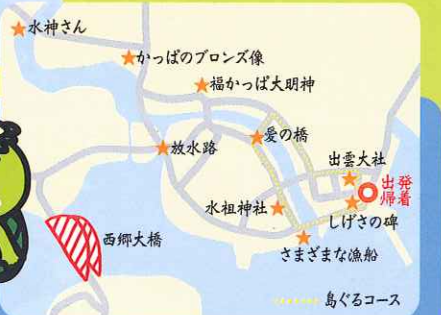 水神さん
かっぱのブロンズ像
福かっぱ大明神
愛の橋
放水路
出雲大社
出発
帰着
水祖神社
しげさの碑
西郷大橋
さまざまな漁船
島ぐるコース